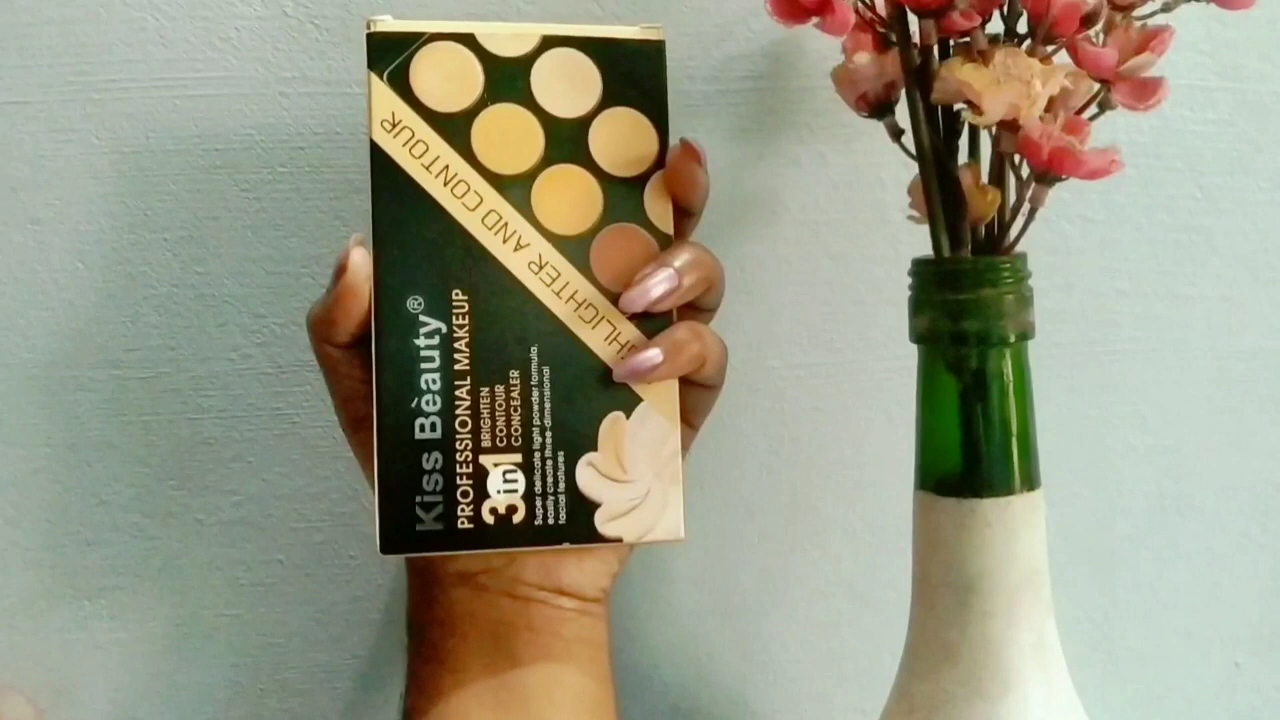 HLIGHTER AND CONTOUR
Kiss Bèauty®
PROFESSIONAL MAKEUP
3in1
BRIGHTEN
CONTOUR
CONCEALER
Super delicate light powder formula,
easily create three-dimensional
facial features